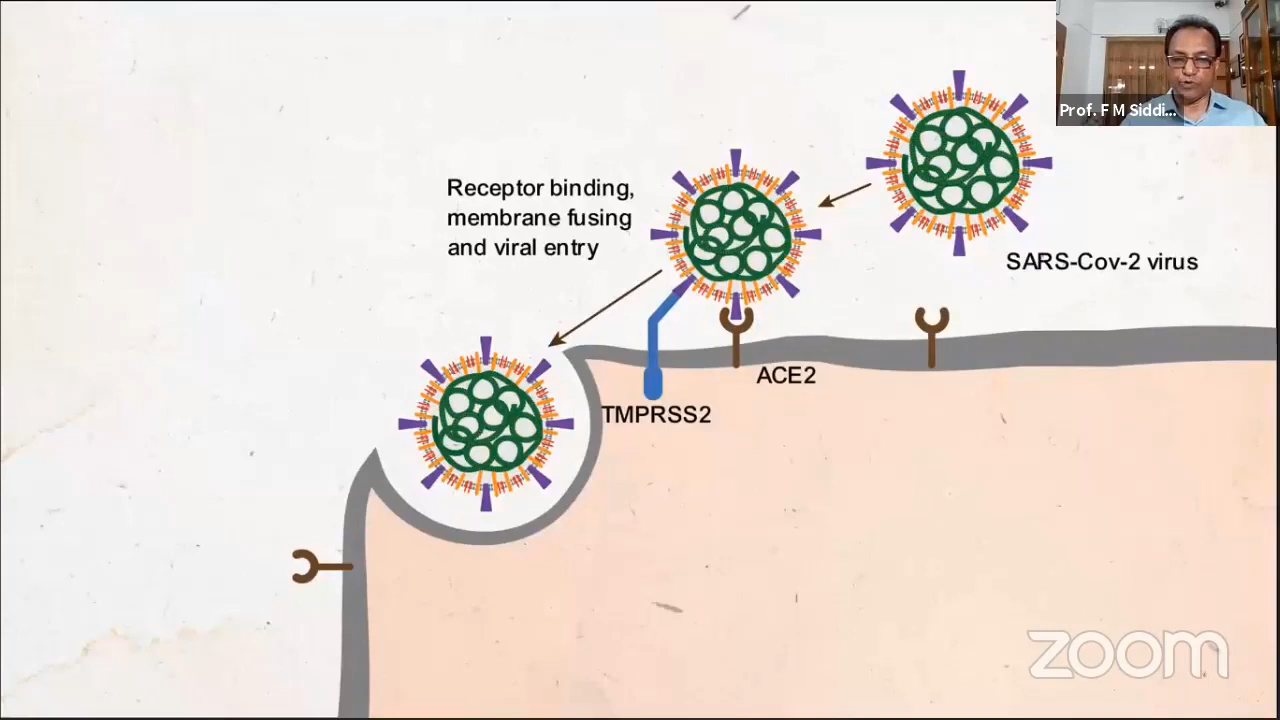 Prof. F M Siddi...
Receptor binding,
membrane fusing
and viral entry
SARS-Cov-2 virus
ACE2
TMPRSS2
zoom